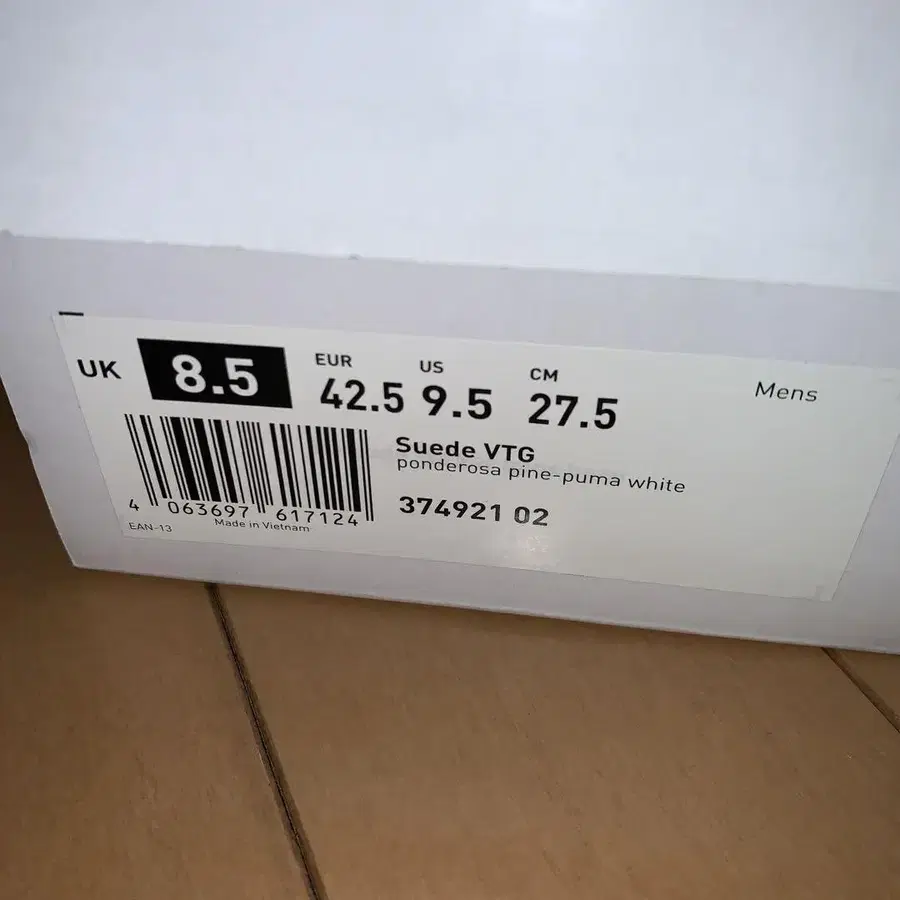 UK 8.5 EUR 42.5 US 9.5 CM 27.5 Mens
Suede VTG
ponderosa pine-puma white
374921 02
4 063697 617124
EAN-13 Made in Vietnam